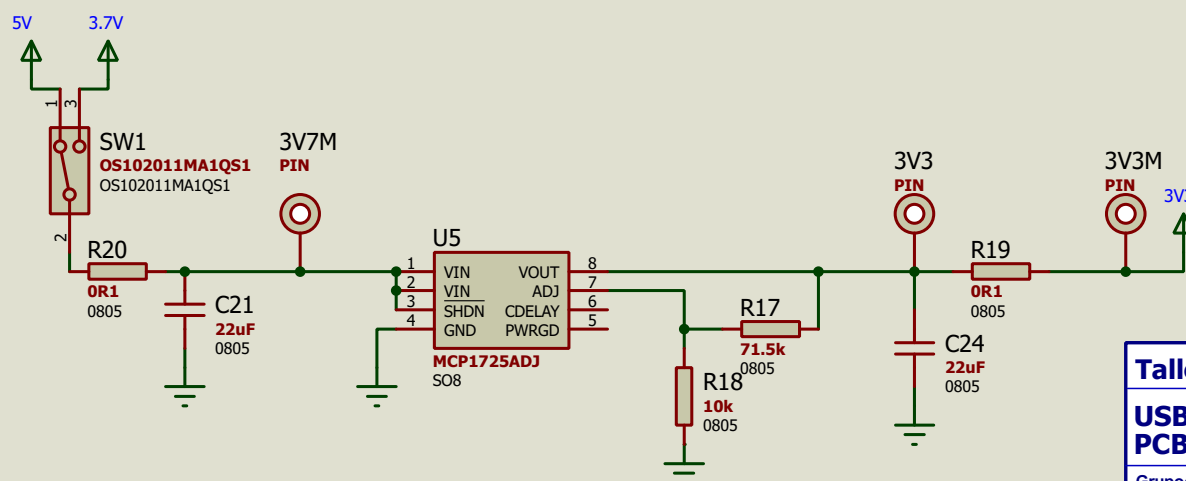 5V
3.7V
1
3
SW1
OS102011MA1QS1
OS102011MA1QS1
2
R20
0R1
0805
C21
22uF
0805
3V7M
PIN
U5
1
2
3
4
VIN
VIN
SHDN
GND
VOUT
ADJ
CDELAY
PWRGD
8
7
6
5
MCP1725ADJ
SO8
R17
71.5k
0805
R18
10k
0805
3V3
PIN
C24
22uF
0805
R19
0R1
0805
3V3M
PIN
USB
PCB